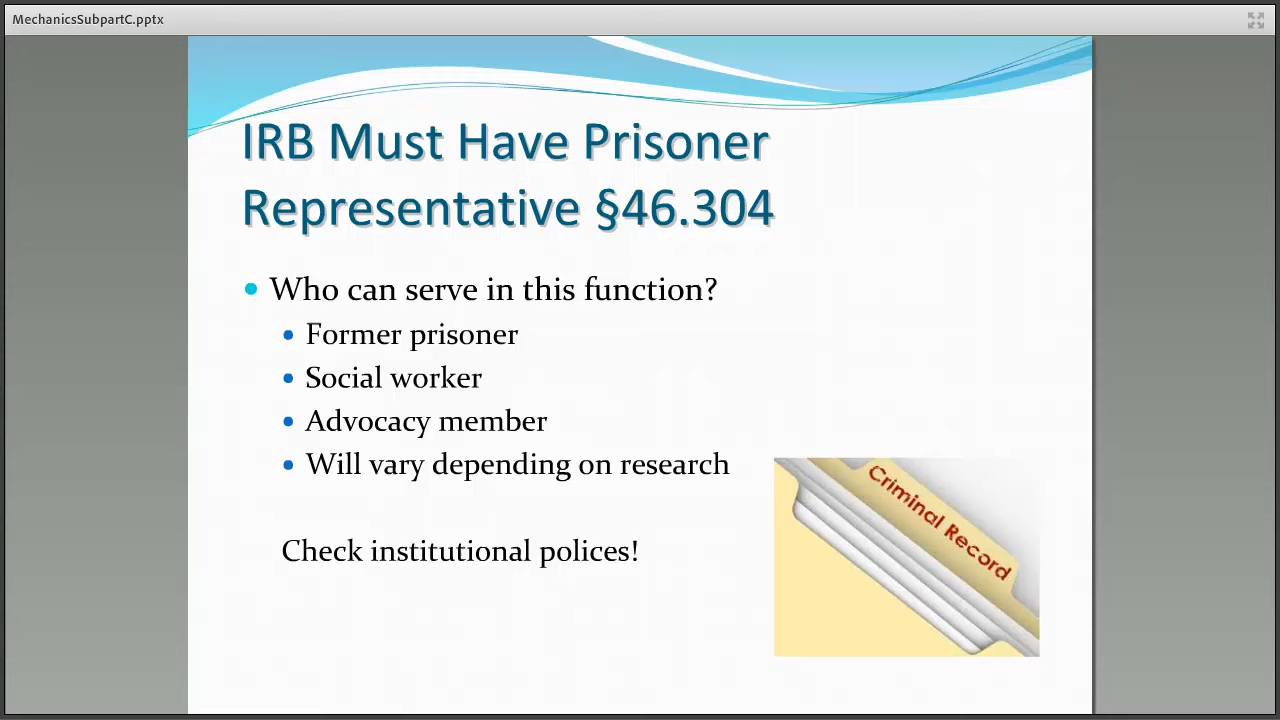 MechanicsSubpartC.pptx
IRB Must Have Prisoner
Representative §46.304
Who can serve in this function?
Former prisoner
Social worker
Advocacy member
Will vary depending on research
Criminal Record
Check institutional polices!